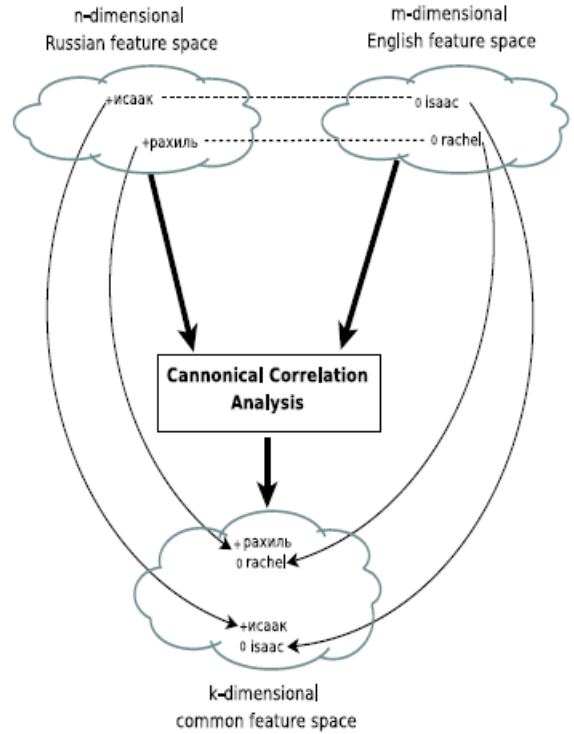 n-dimensional
Russian feature space
m-dimensional
English feature space
+исаак
0 isaac
+рахиль
0 rachel
Cannonical Correlation
Analysis
+рахиль
0 rachel
+исаак
0 isaac
k-dimensional
common feature space